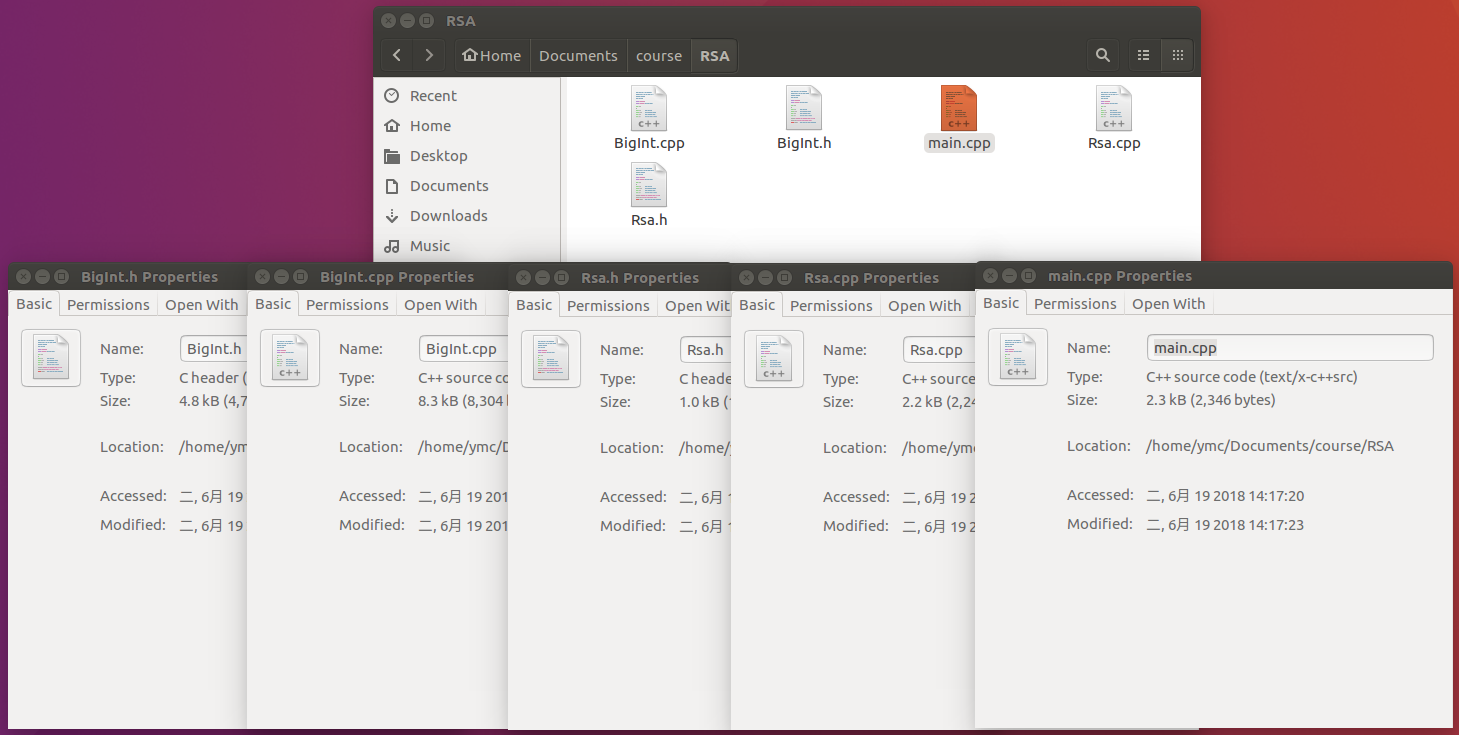 RSA
Home Documents course RSA
Recent
Home
Desktop
Documents
Downloads
Music
BigInt.cpp BigInt.h main.cpp Rsa.cpp
Rsa.h
BigInt.h Properties
Basic Permissions Open With
Name: BigInt.h
Type: C header (
Size: 4.8 kB (4,7
Location: /home/ym
Accessed: 二, 6月 19
Modified: 二, 6月 19
BigInt.cpp Properties
Basic Permissions Open With
Name: BigInt.cpp
Type: C++ source co
Size: 8.3 kB (8,304
Location: /home/ymc/D
Accessed: 二, 6月 19 201
Modified: 二, 6月 19 201
Rsa.h Properties
Basic Permissions Open With
Name: Rsa.h
Type: C heade
Size: 1.0 kB (
Location: /home/
Accessed: 二, 6月 1
Modified: 二, 6月 1
Rsa.cpp Properties
Basic Permissions Open With
Name: Rsa.cpp
Type: C++ source
Size: 2.2 kB (2,24
Location: /home/ymc
Accessed: 二, 6月 19 2
Modified: 二, 6月 19 2
main.cpp Properties
Basic Permissions Open With
Name: main.cpp
Type: C++ source code (text/x-c++src)
Size: 2.3 kB (2,346 bytes)
Location: /home/ymc/Documents/course/RSA
Accessed: 二, 6月 19 2018 14:17:20
Modified: 二, 6月 19 2018 14:17:23